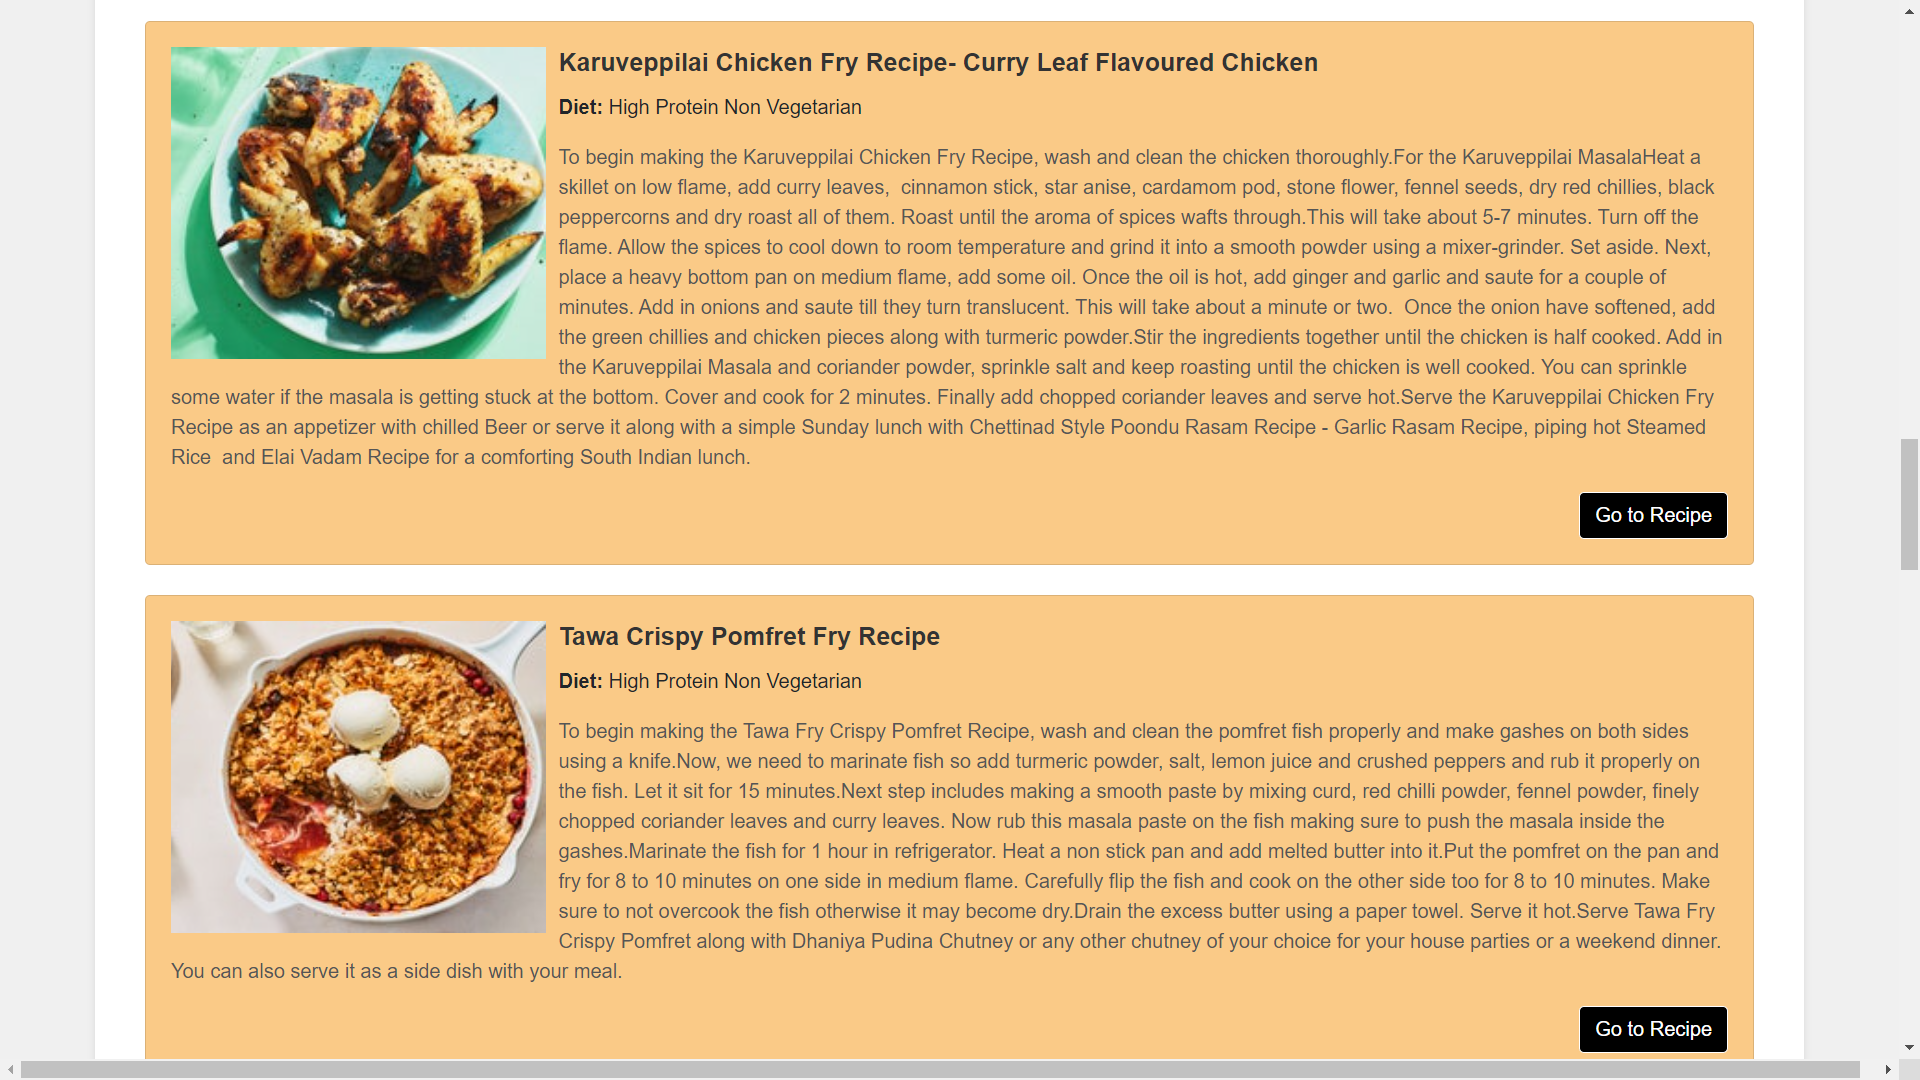 Karuveppilai Chicken Fry Recipe- Curry Leaf Flavoured Chicken
Diet: High Protein Non Vegetarian
To begin making the Karuveppilai Chicken Fry Recipe, wash and clean the chicken thoroughly.For the Karuveppilai MasalaHeat a
skillet on low flame, add curry leaves,  cinnamon stick, star anise, cardamom pod, stone flower, fennel seeds, dry red chillies, black
peppercorns and dry roast all of them. Roast until the aroma of spices wafts through.This will take about 5-7 minutes. Turn off the
flame. Allow the spices to cool down to room temperature and grind it into a smooth powder using a mixer-grinder. Set aside. Next,
place a heavy bottom pan on medium flame, add some oil. Once the oil is hot, add ginger and garlic and saute for a couple of
minutes. Add in onions and saute till they turn translucent. This will take about a minute or two.  Once the onion have softened, add
the green chillies and chicken pieces along with turmeric powder.Stir the ingredients together until the chicken is half cooked. Add in
the Karuveppilai Masala and coriander powder, sprinkle salt and keep roasting until the chicken is well cooked. You can sprinkle
some water if the masala is getting stuck at the bottom. Cover and cook for 2 minutes. Finally add chopped coriander leaves and serve hot.Serve the Karuveppilai Chicken Fry
Recipe as an appetizer with chilled Beer or serve it along with a simple Sunday lunch with Chettinad Style Poondu Rasam Recipe - Garlic Rasam Recipe, piping hot Steamed
Rice  and Elai Vadam Recipe for a comforting South Indian lunch.
Go to Recipe
Tawa Crispy Pomfret Fry Recipe
Diet: High Protein Non Vegetarian
To begin making the Tawa Fry Crispy Pomfret Recipe, wash and clean the pomfret fish properly and make gashes on both sides
using a knife.Now, we need to marinate fish so add turmeric powder, salt, lemon juice and crushed peppers and rub it properly on
the fish. Let it sit for 15 minutes.Next step includes making a smooth paste by mixing curd, red chilli powder, fennel powder, finely
chopped coriander leaves and curry leaves. Now rub this masala paste on the fish making sure to push the masala inside the
gashes.Marinate the fish for 1 hour in refrigerator. Heat a non stick pan and add melted butter into it.Put the pomfret on the pan and
fry for 8 to 10 minutes on one side in medium flame. Carefully flip the fish and cook on the other side too for 8 to 10 minutes. Make
sure to not overcook the fish otherwise it may become dry.Drain the excess butter using a paper towel. Serve it hot.Serve Tawa Fry
Crispy Pomfret along with Dhaniya Pudina Chutney or any other chutney of your choice for your house parties or a weekend dinner.
You can also serve it as a side dish with your meal.
Go to Recipe